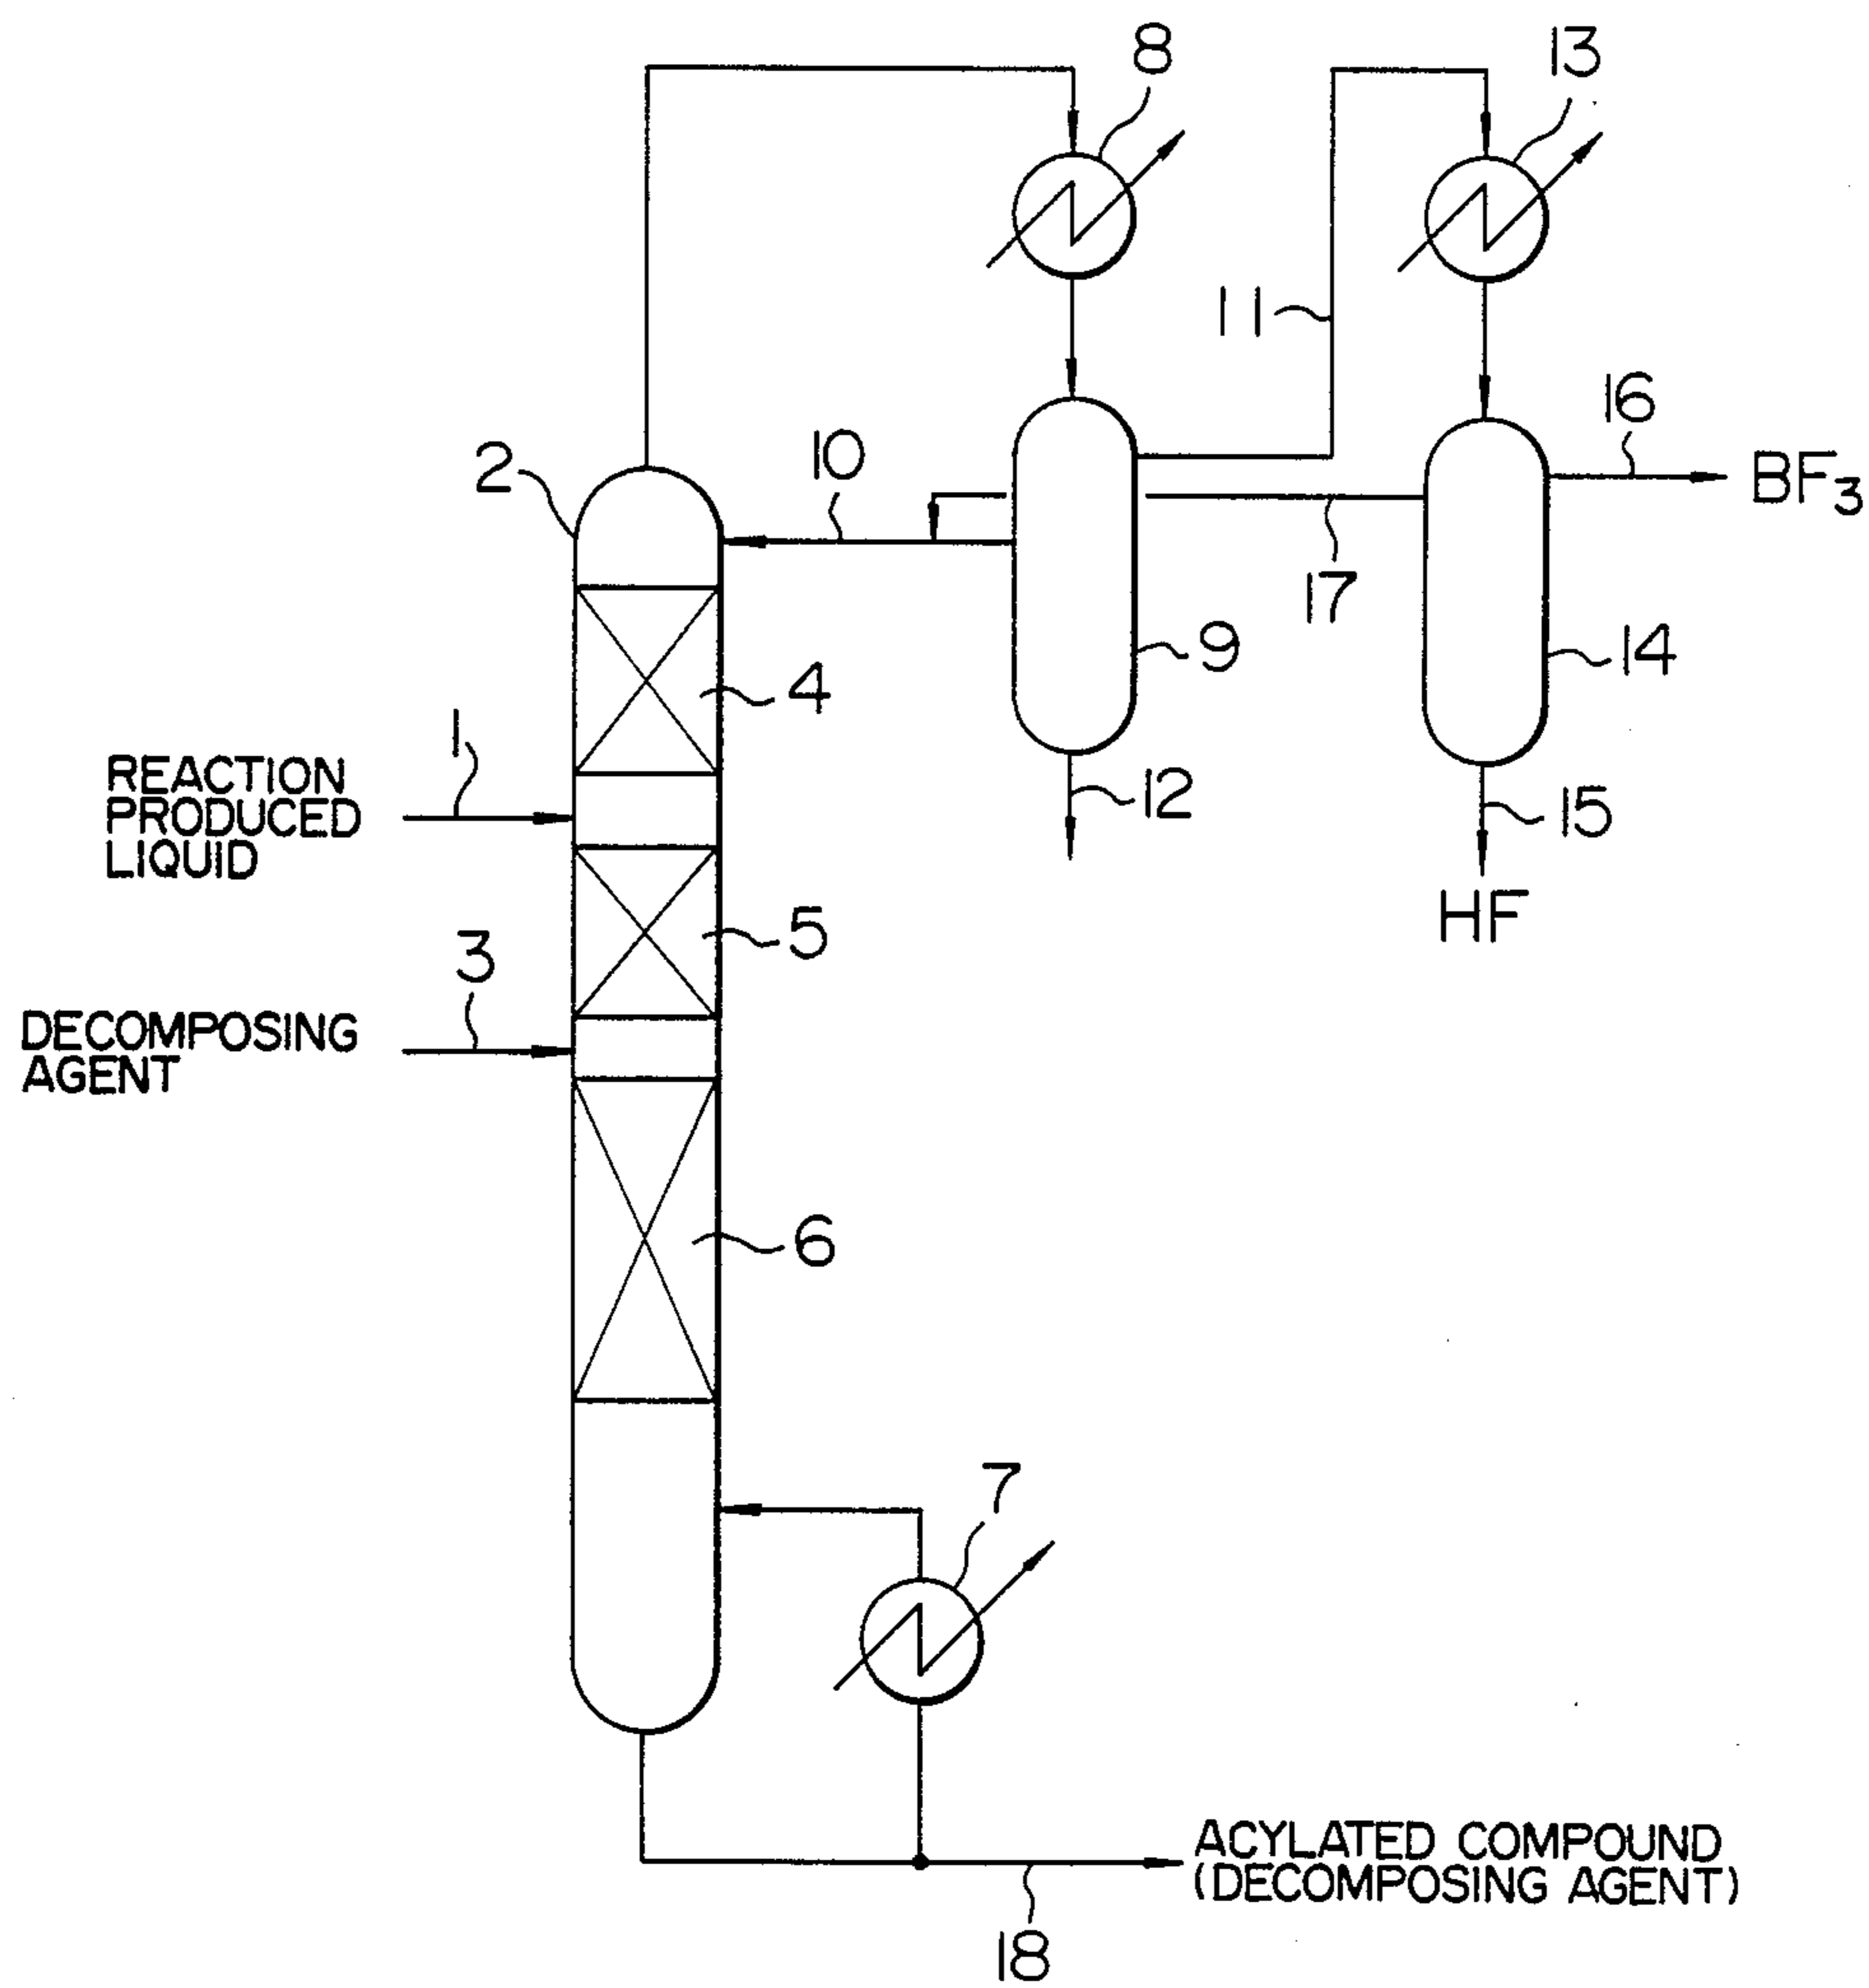 8
13
11
16
BF3
2
10
17
9
14
4
1
REACTION
PRODUCED
LIQUID
12
15
HF
5
3
DECOMPOSING
AGENT
6
7
ACYLATED COMPOUND
(DECOMPOSING AGENT)
18